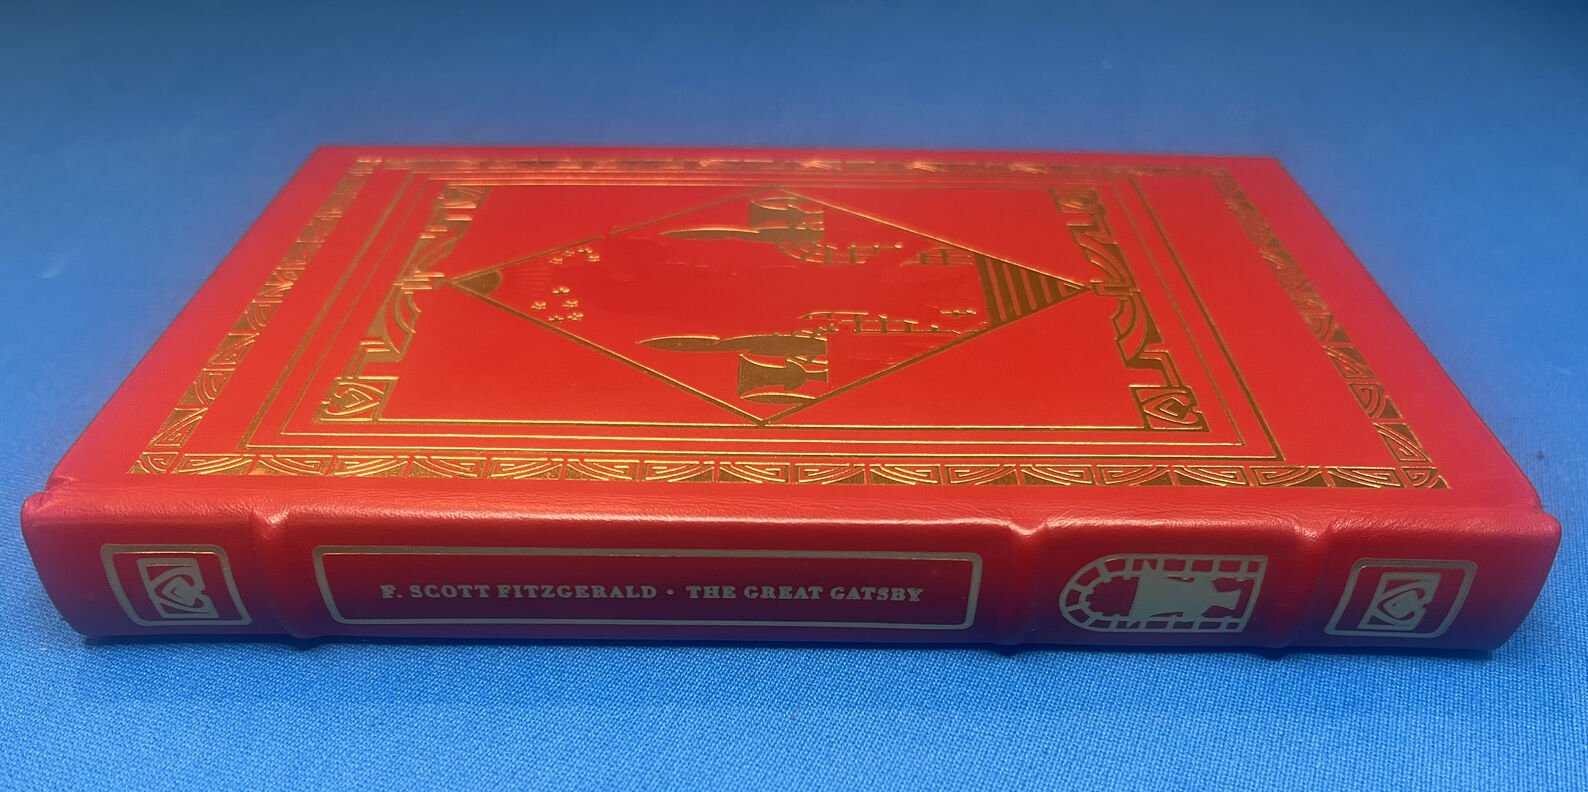 F. SCOTT FITZGERALD • THE GREAT GATSBY